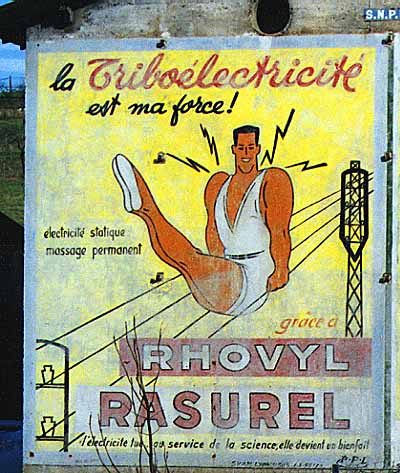 S.N.P.
la Triboélectricité
est ma force!
électricité statique
massage permanent
grâce à
RHOVYL
RASUREL
l'électricité au service de la science, elle devient un bienfait